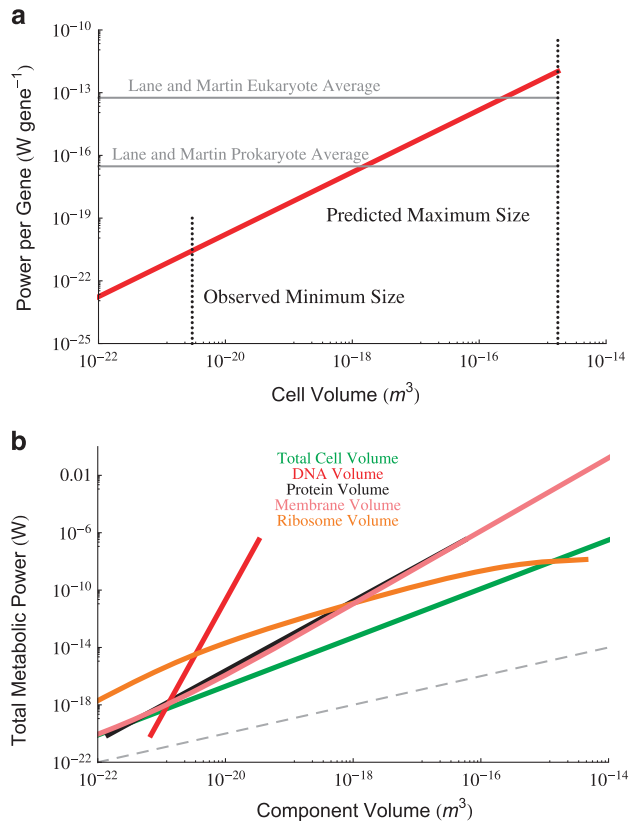 a
10⁻¹⁰
10⁻¹³
10⁻¹⁶
10⁻¹⁹
10⁻²²
10⁻²⁵
Power per Gene (W gene⁻¹)
Lane and Martin Eukaryote Average
Lane and Martin Prokaryote Average
Predicted Maximum Size
Observed Minimum Size
10⁻²² 10⁻²⁰ 10⁻¹⁸ 10⁻¹⁶ 10⁻¹⁴
Cell Volume (m³)
b
0.01
10⁻⁶
10⁻¹⁰
10⁻¹⁴
10⁻¹⁸
10⁻²²
Total Metabolic Power (W)
Total Cell Volume
DNA Volume
Protein Volume
Membrane Volume
Ribosome Volume
10⁻²² 10⁻²⁰ 10⁻¹⁸ 10⁻¹⁶ 10⁻¹⁴
Component Volume (m³)